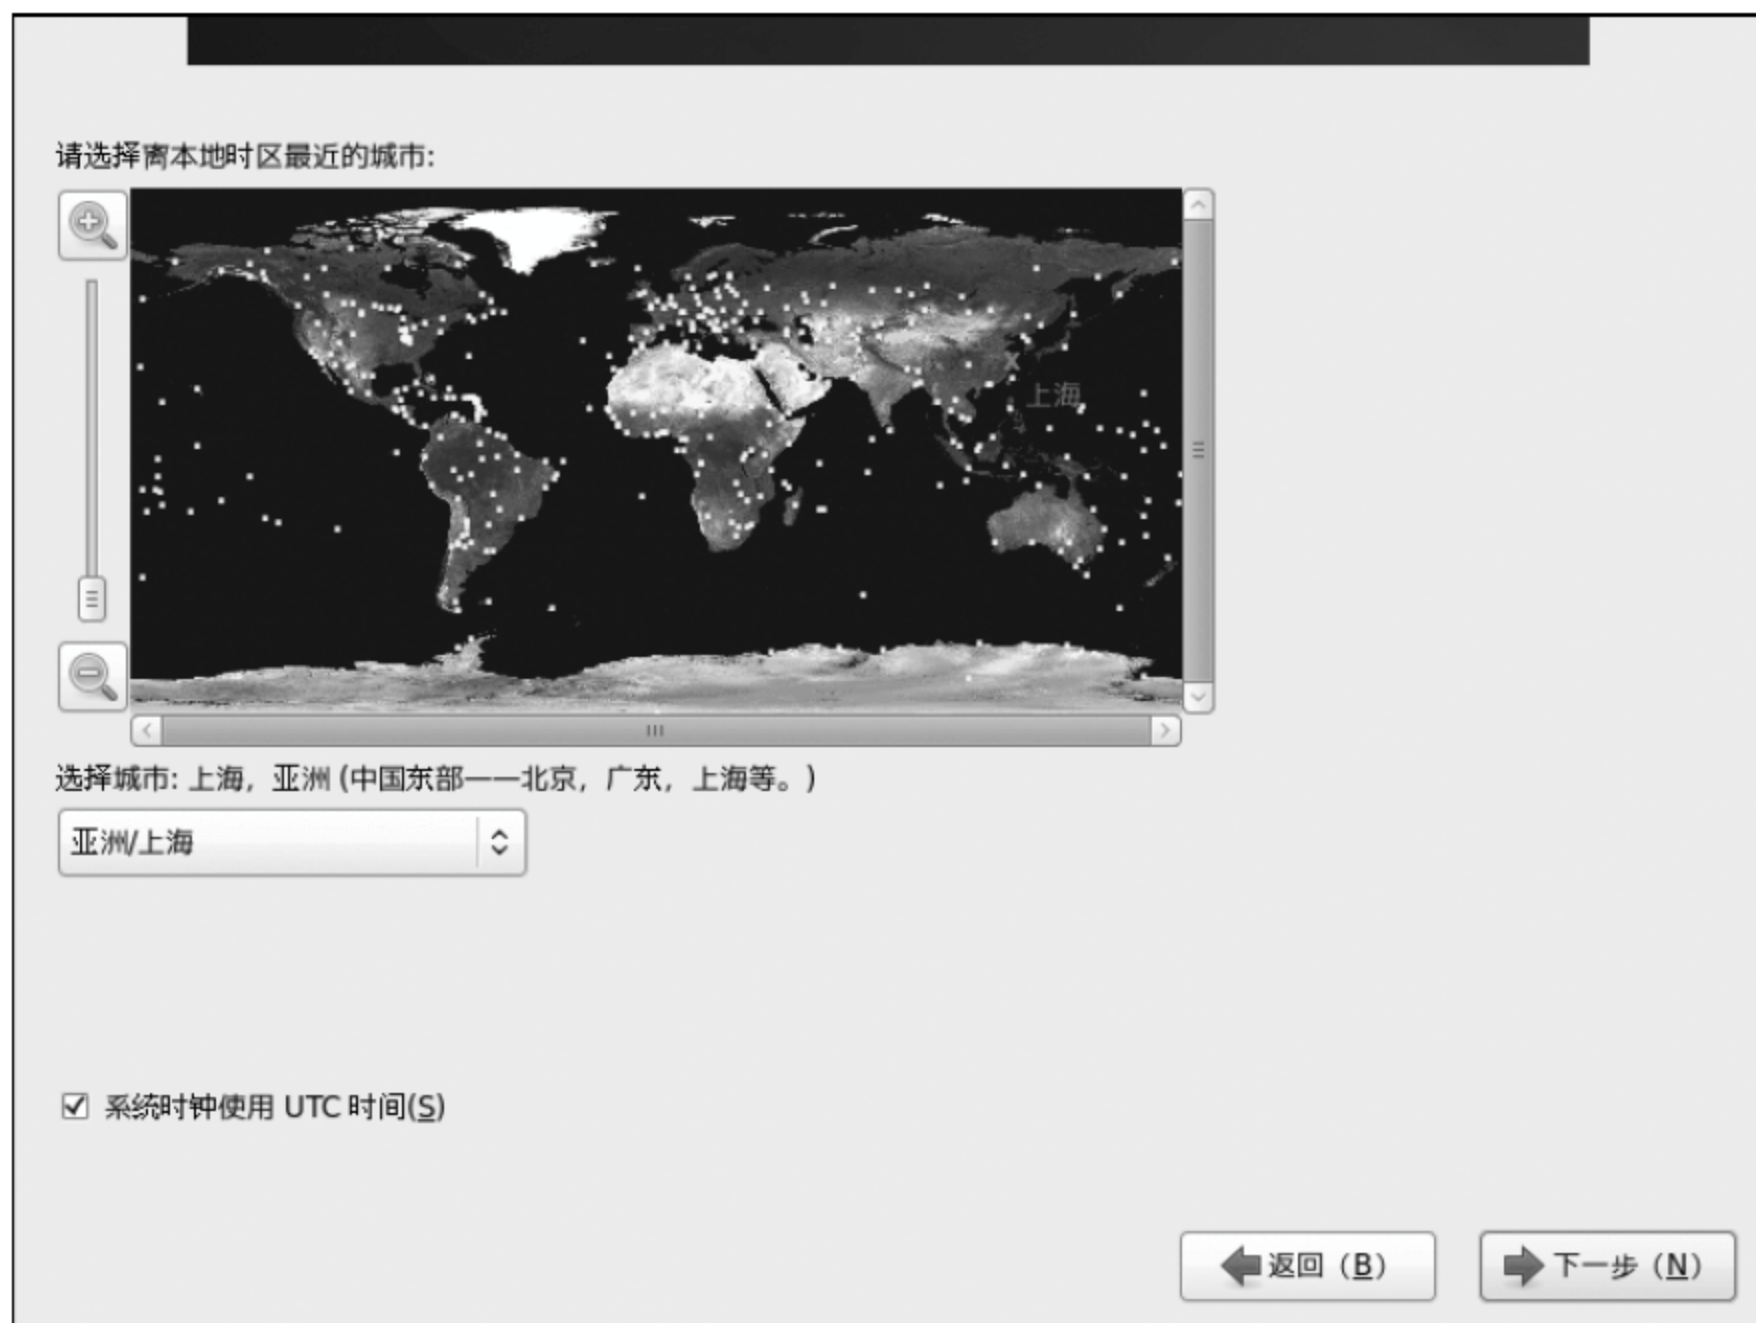 请选择离本地时区最近的城市:
上海
选择城市: 上海，亚洲 (中国东部——北京，广东，上海等。)
亚洲/上海
系统时钟使用 UTC 时间(S)
返回（B） 下一步（N）